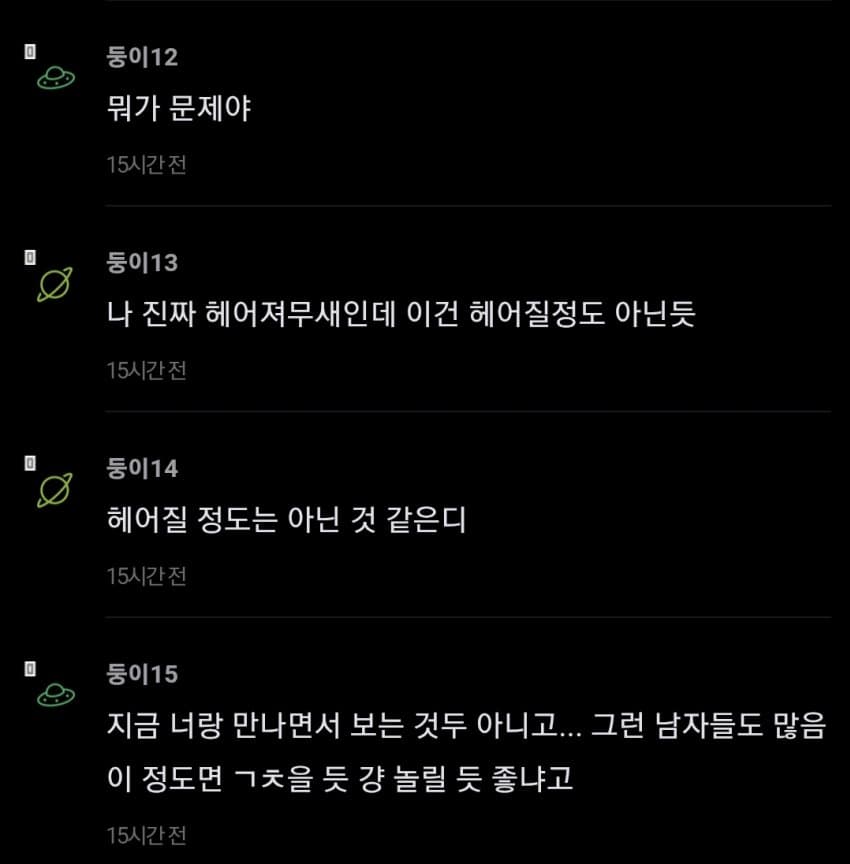 둥이12
뭐가 문제야
15시간 전
둥이13
나 진짜 헤어져무새인데 이건 헤어질정도 아닌듯
15시간 전
둥이14
헤어질 정도는 아닌 것 같은디
15시간 전
둥이15
지금 너랑 만나면서 보는 것두 아니고... 그런 남자들도 많음
이 정도면 ㄱㅊ을 듯 걍 놀릴 듯 좋냐고
15시간 전